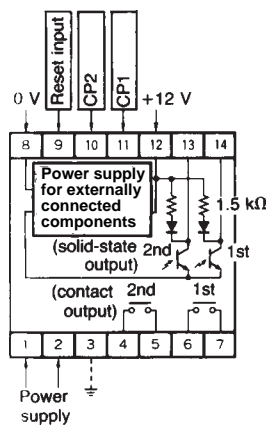 Reset input
CP2
CP1
0 V
+12 V
8 9 10 11 12 13 14
Power supply
for externally
connected
components
1.5 kΩ
(solid-state
output)
2nd
1st
(contact
output)
2nd
1st
1 2 3 4 5 6 7
Power
supply